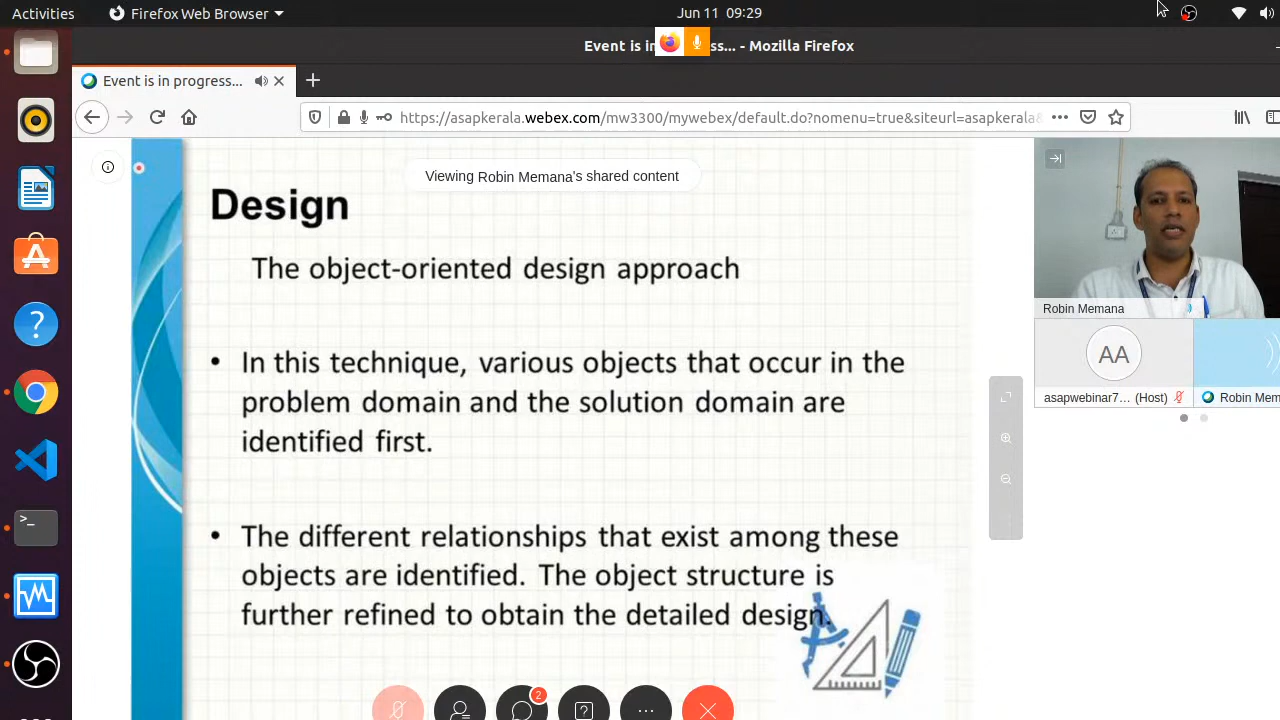 Activities
Firefox Web Browser
Jun 11 09:29
Event is in
ss... - Mozilla Firefox
Event is in progress...
https://asapkerala.webex.com/mw3300/mywebex/default.do?nomenu=true&siteurl=asapkerala&
Viewing Robin Memana's shared content
Design
The object-oriented design approach
• In this technique, various objects that occur in the
problem domain and the solution domain are
identified first.
• The different relationships that exist among these
objects are identified. The object structure is
further refined to obtain the detailed design.
Robin Memana
AA
asapwebinar7... (Host)
Robin Mem
2